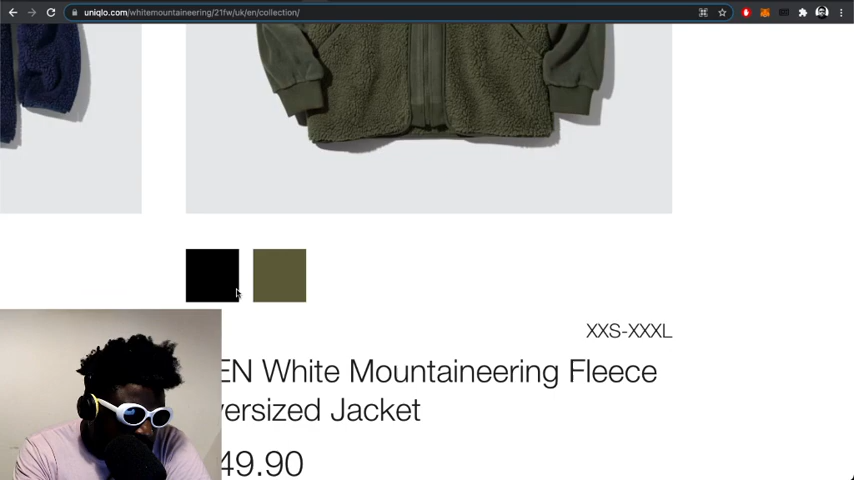 uniqlo.com/whitemountaineering/21fw/uk/en/collection/
XXS-XXXL
EN White Mountaineering Fleece
versized Jacket
49.90